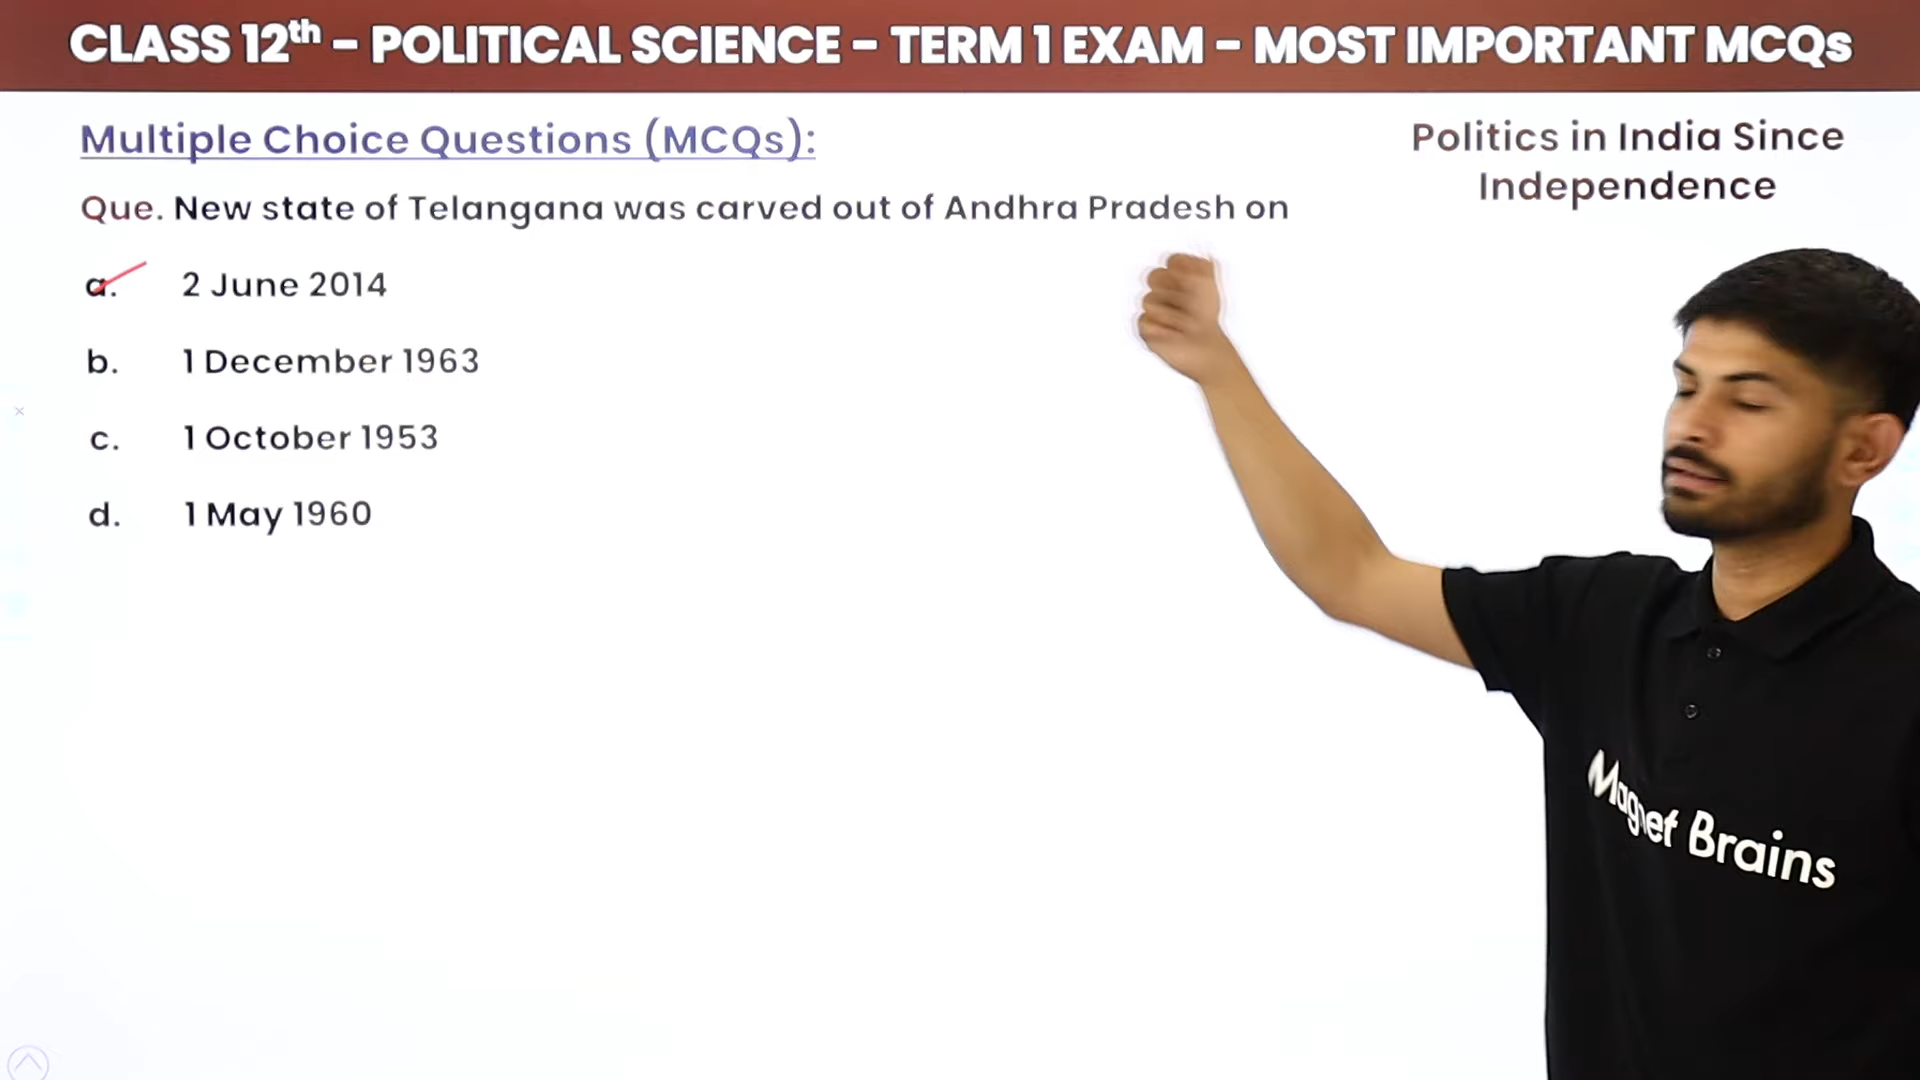 CLASS 12th – POLITICAL SCIENCE – TERM 1 EXAM – MOST IMPORTANT MCQs
Multiple Choice Questions (MCQs):
Politics in India Since
Independence
Que. New state of Telangana was carved out of Andhra Pradesh on
a. 2 June 2014
b. 1 December 1963
c. 1 October 1953
d. 1 May 1960
Magnet Brains